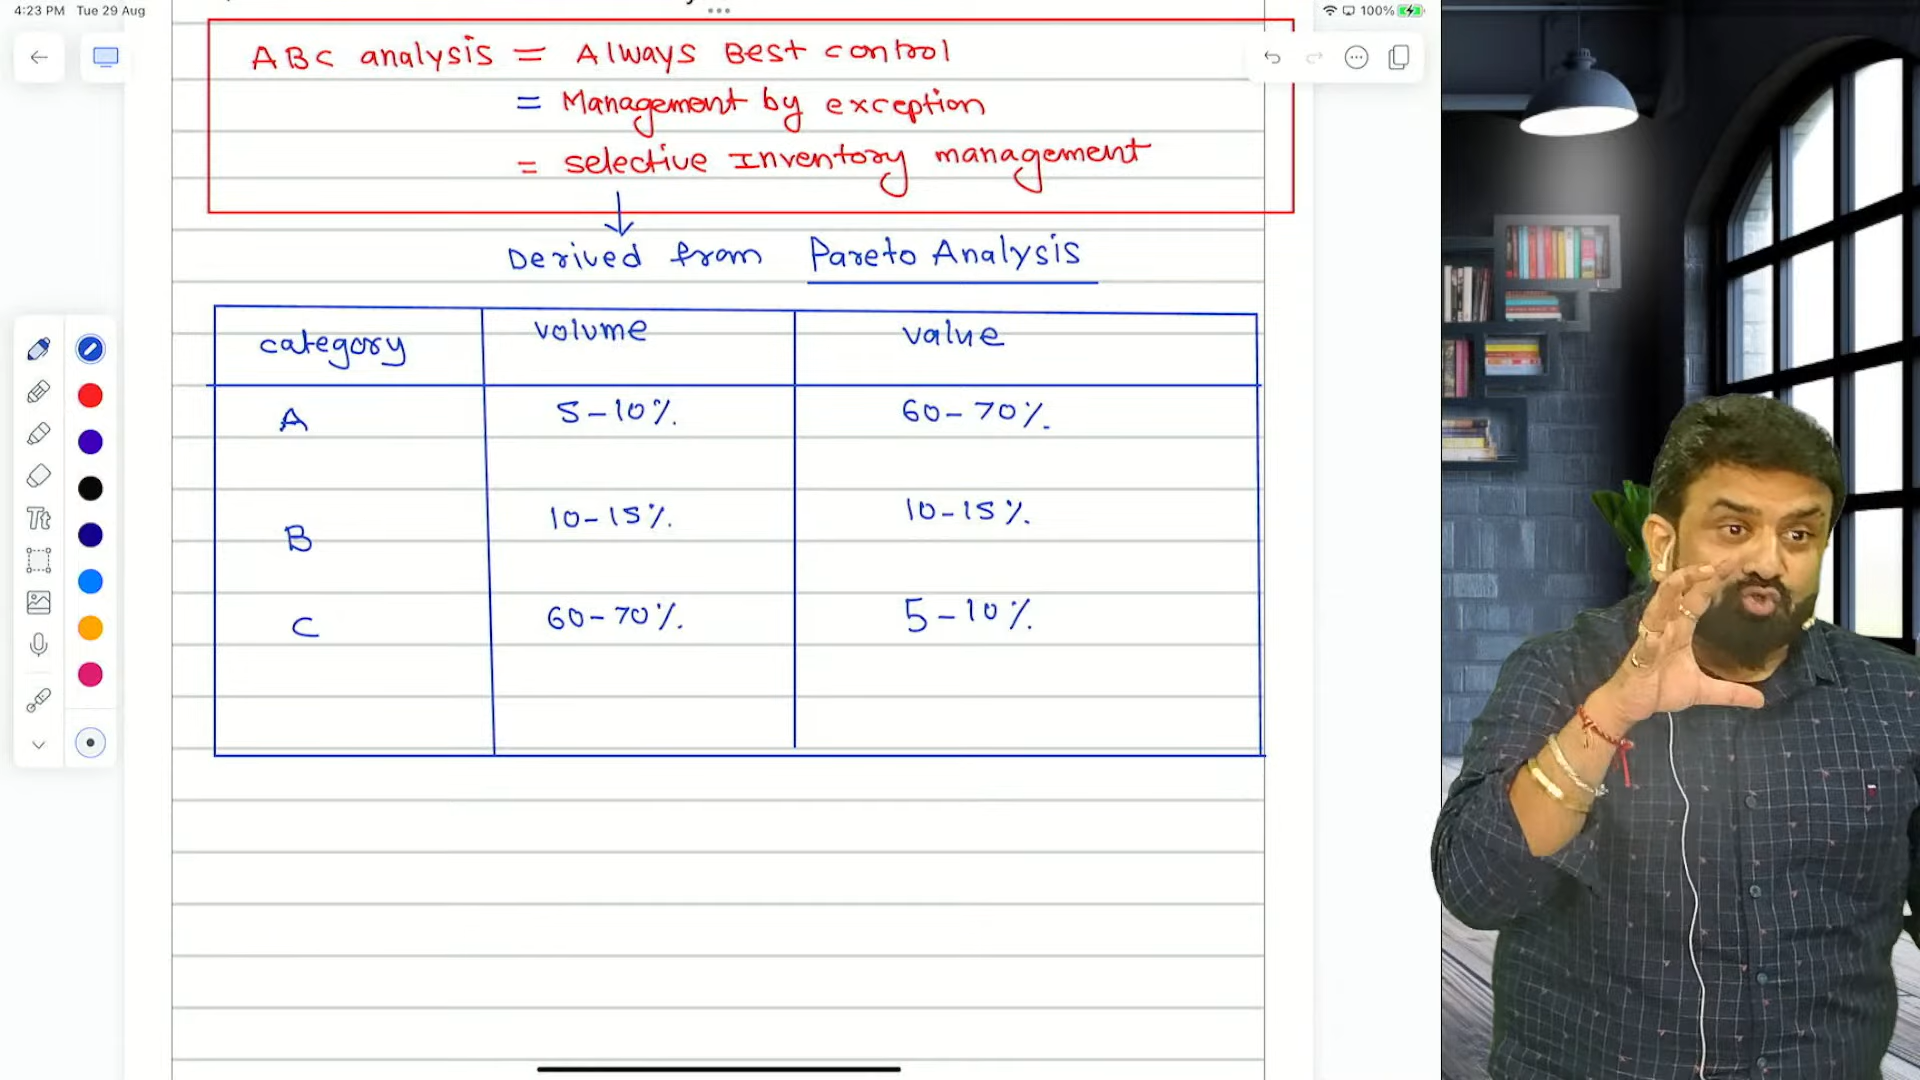 4:23 PM Tue 29 Aug
100%
ABC analysis = Always Best control
= Management by exception
= selective Inventory management
Derived from Pareto Analysis
category volume value
A 5-10%. 60-70%.
B 10-15%. 10-15%.
C 60-70%. 5-10%.
Tt